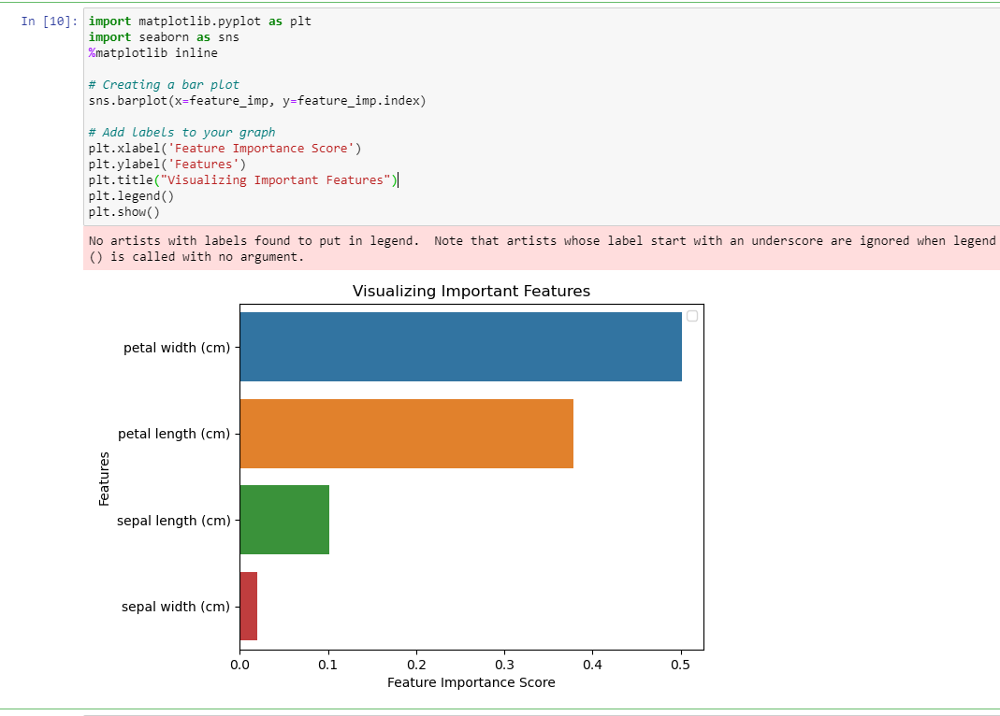 In [10]: import matplotlib.pyplot as plt
import seaborn as sns
%matplotlib inline
# Creating a bar plot
sns.barplot(x=feature_imp, y=feature_imp.index)
# Add labels to your graph
plt.xlabel('Feature Importance Score')
plt.ylabel('Features')
plt.title("Visualizing Important Features")
plt.legend()
plt.show()
No artists with labels found to put in legend.  Note that artists whose label start with an underscore are ignored when legend
() is called with no argument.
Visualizing Important Features
petal width (cm)
petal length (cm)
Features
sepal length (cm)
sepal width (cm)
0.0 0.1 0.2 0.3 0.4 0.5
Feature Importance Score